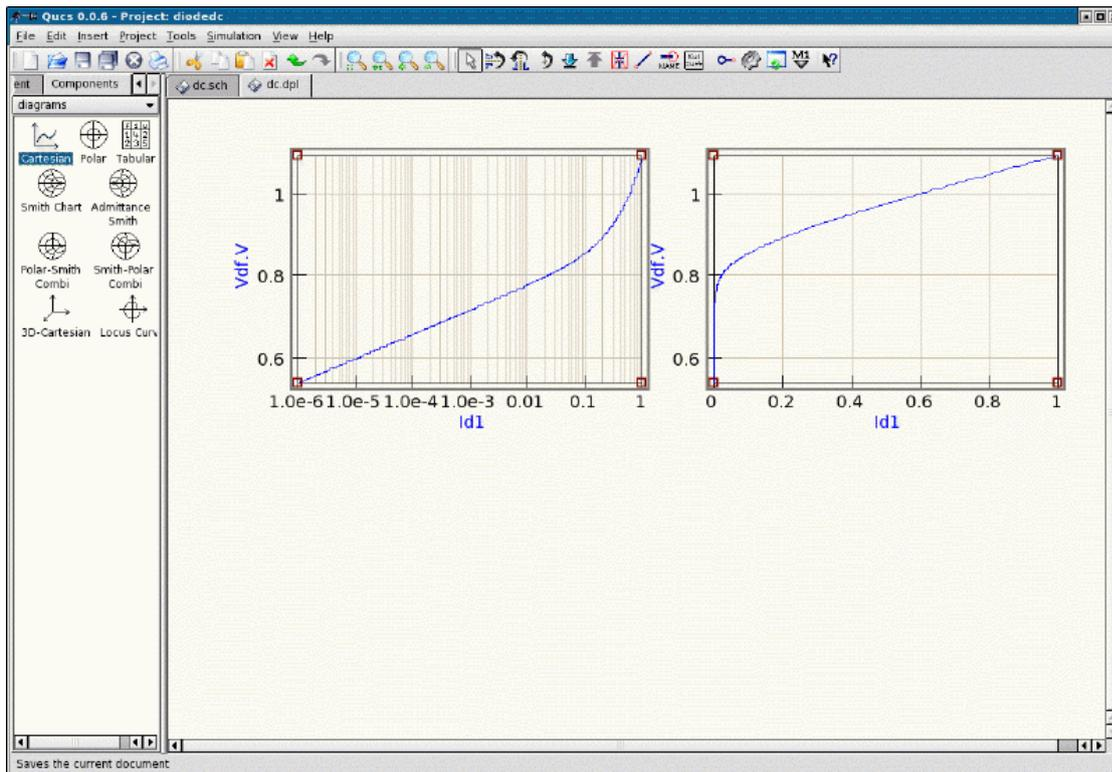 Qucs 0.0.6 - Project: diodedc
File Edit Insert Project Tools Simulation View Help
NAME
M1
ent Components
dc.sch dc.dpl
diagrams
Cartesian Polar Tabular
Smith Chart Admittance
Smith
Polar-Smith Smith-Polar
Combi Combi
3D-Cartesian Locus Curv
Vdf.V
1
0.8
0.6
1.0e-6 1.0e-5 1.0e-4 1.0e-3 0.01 0.1 1
Id1
Vdf.V
1
0.8
0.6
0 0.2 0.4 0.6 0.8 1
Id1
Saves the current document